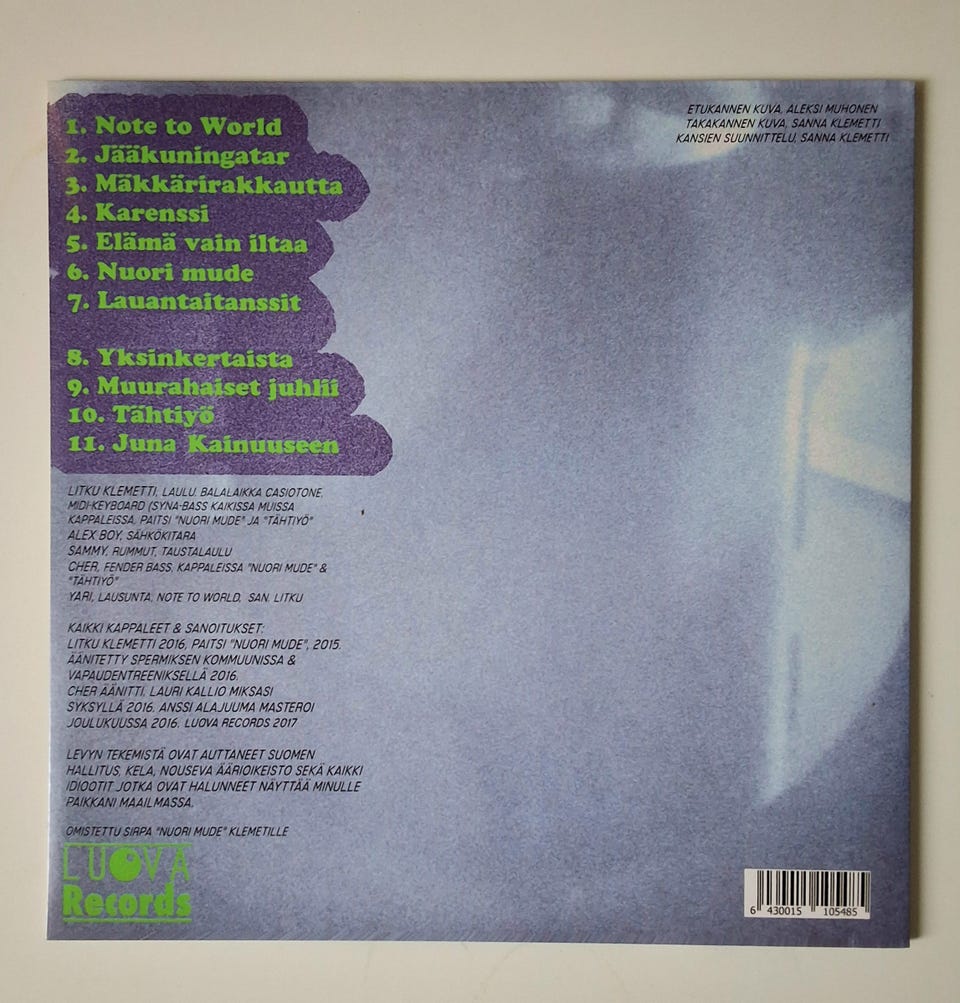 1. Note to World
2. Jääkuningatar
3. Mäkkärirakkautta
4. Karenssi
5. Elämä vain iltaa
6. Nuori mude
7. Lauantaitanssit
8. Yksinkertaista
9. Muurahaiset juhlii
10. Tähtiyö
11. Juna Kainuuseen
ETUKANNEN KUVA, ALEKSI MUHONEN
TAKAKANNEN KUVA, SANNA KLEMETTI
KANSIEN SUUNNITTELU, SANNA KLEMETTI
LITKU KLEMETTI, LAULU, BALALAIKKA CASIOTONE,
MIDI-KEYBOARD (SYNA-BASS KAIKISSA MUISSA
KAPPALEISSA, PAITSI "NUORI MUDE" JA "TÄHTIYÖ"
ALEX BOY, SÄHKÖKITARA
SAMMY, RUMMUT, TAUSTALAULU
CHER, FENDER BASS, KAPPALEISSA "NUORI MUDE" &
"TÄHTIYÖ"
YARI, LAUSUNTA, NOTE TO WORLD, SAN. LITKU
KAIKKI KAPPALEET & SANOITUKSET:
LITKU KLEMETTI 2016, PAITSI "NUORI MUDE", 2015.
ÄÄNITETTY SPERMIKSEN KOMMUUNISSA &
VAPAUDENTREENIKSELLÄ 2016.
CHER ÄÄNITTI, LAURI KALLIO MIKSASI
SYKSYLLÄ 2016. ANSSI ALAJUUMA MASTEROI
JOULUKUUSSA 2016. LUOVA RECORDS 2017
LEVYN TEKEMISTÄ OVAT AUTTANEET SUOMEN
HALLITUS, KELA, NOUSEVA ÄÄRIOIKEISTO SEKÄ KAIKKI
IDIOOTIT JOTKA OVAT HALUNNEET NÄYTTÄÄ MINULLE
PAIKKANI MAAILMASSA.
OMISTETTU SIRPA "NUORI MUDE" KLEMETILLE
LUOVA
Records
6 430015 105485